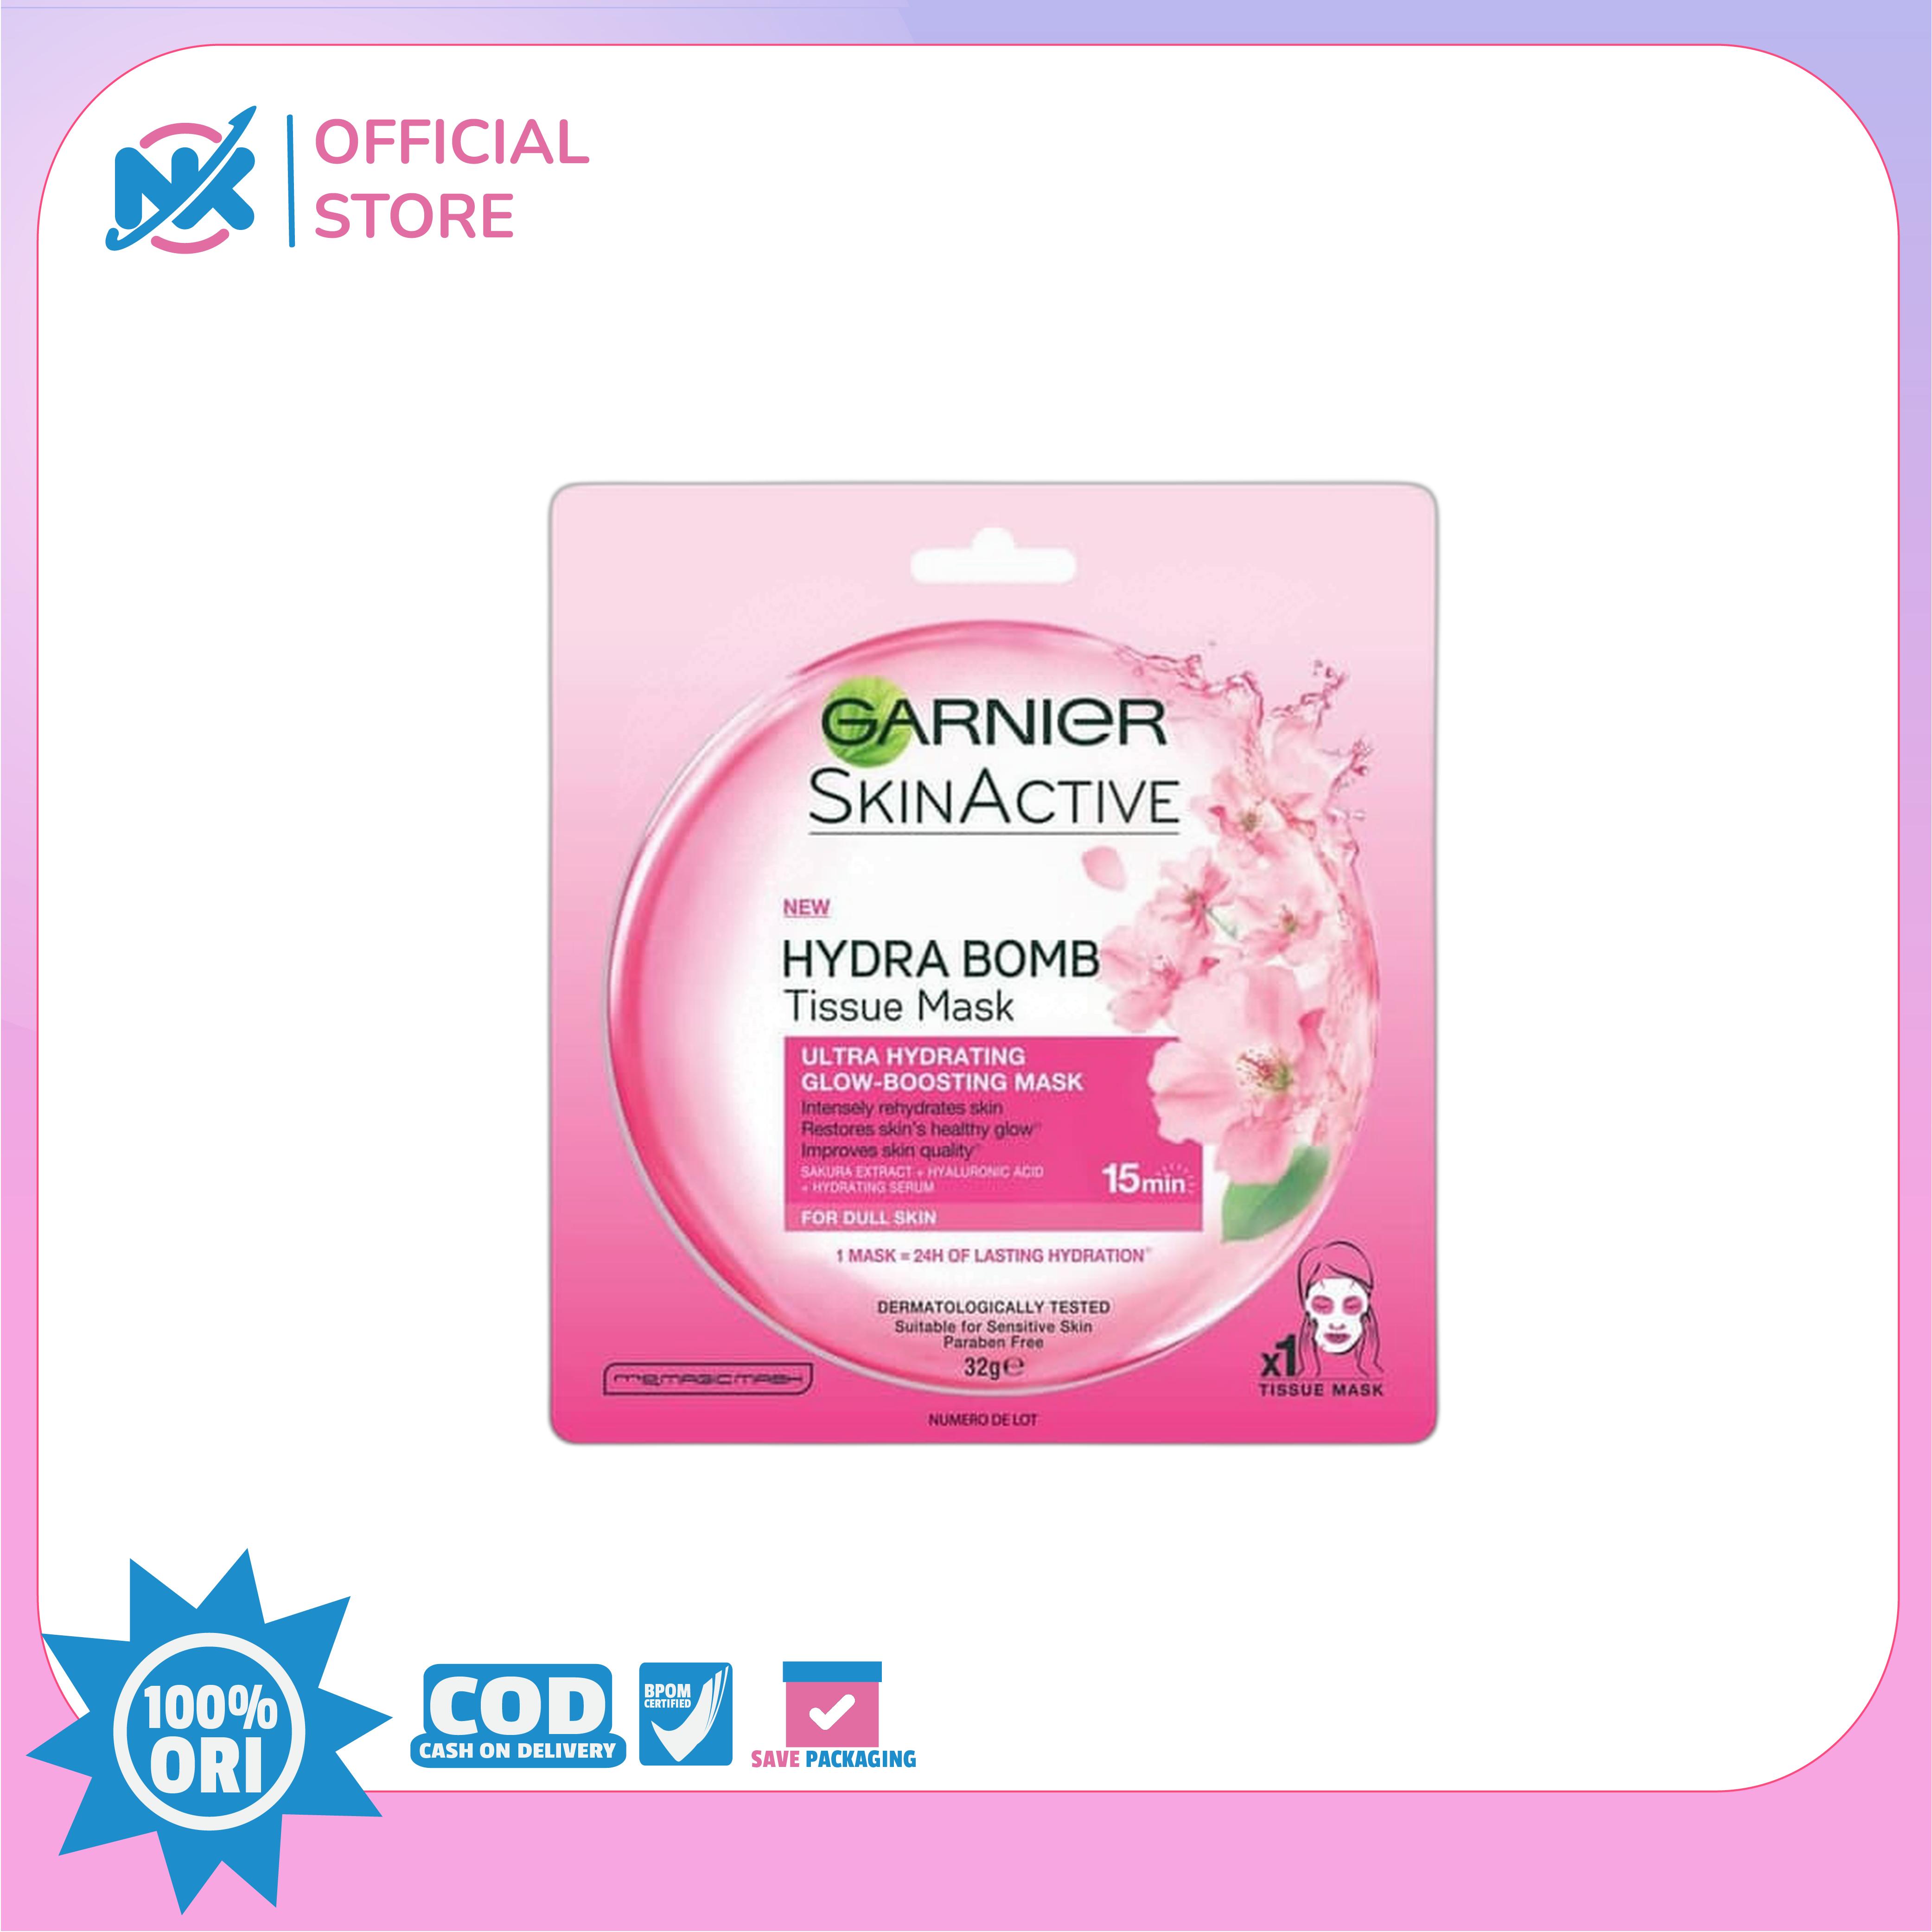 NK
OFFICIAL
STORE
GARNIER
SKINACTIVE
NEW
HYDRA BOMB
Tissue Mask
ULTRA HYDRATING
GLOW-BOOSTING MASK
Intensely rehydrates skin
Restores skin's healthy glow
Improves skin quality
SAKURA EXTRACT + HYALURONIC ACID
+ HYDRATING SERUM
15min
FOR DULL SKIN
1 MASK = 24H OF LASTING HYDRATION
DERMATOLOGICALLY TESTED
Suitable for Sensitive Skin
Paraben Free
32g℮
x1
TISSUE MASK
NUMERO DE LOT
100%
ORI
COD
CASH ON DELIVERY
BPOM
CERTIFIED
SAVE PACKAGING